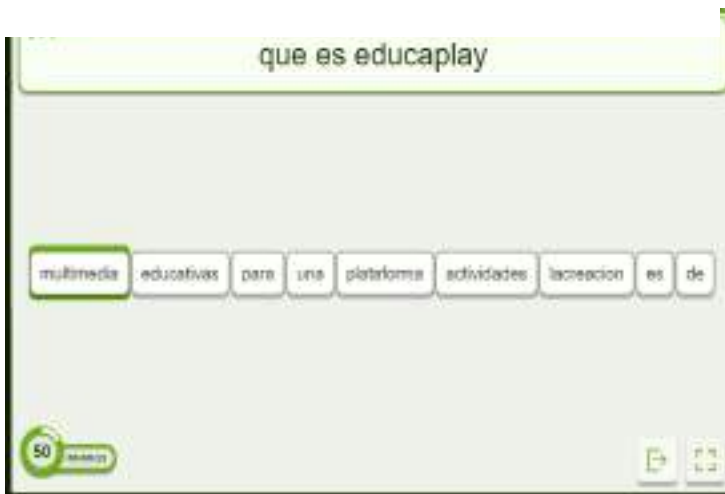 que es educaplay
multimedia educativas para una plataforma actividades lacreacion es de
50